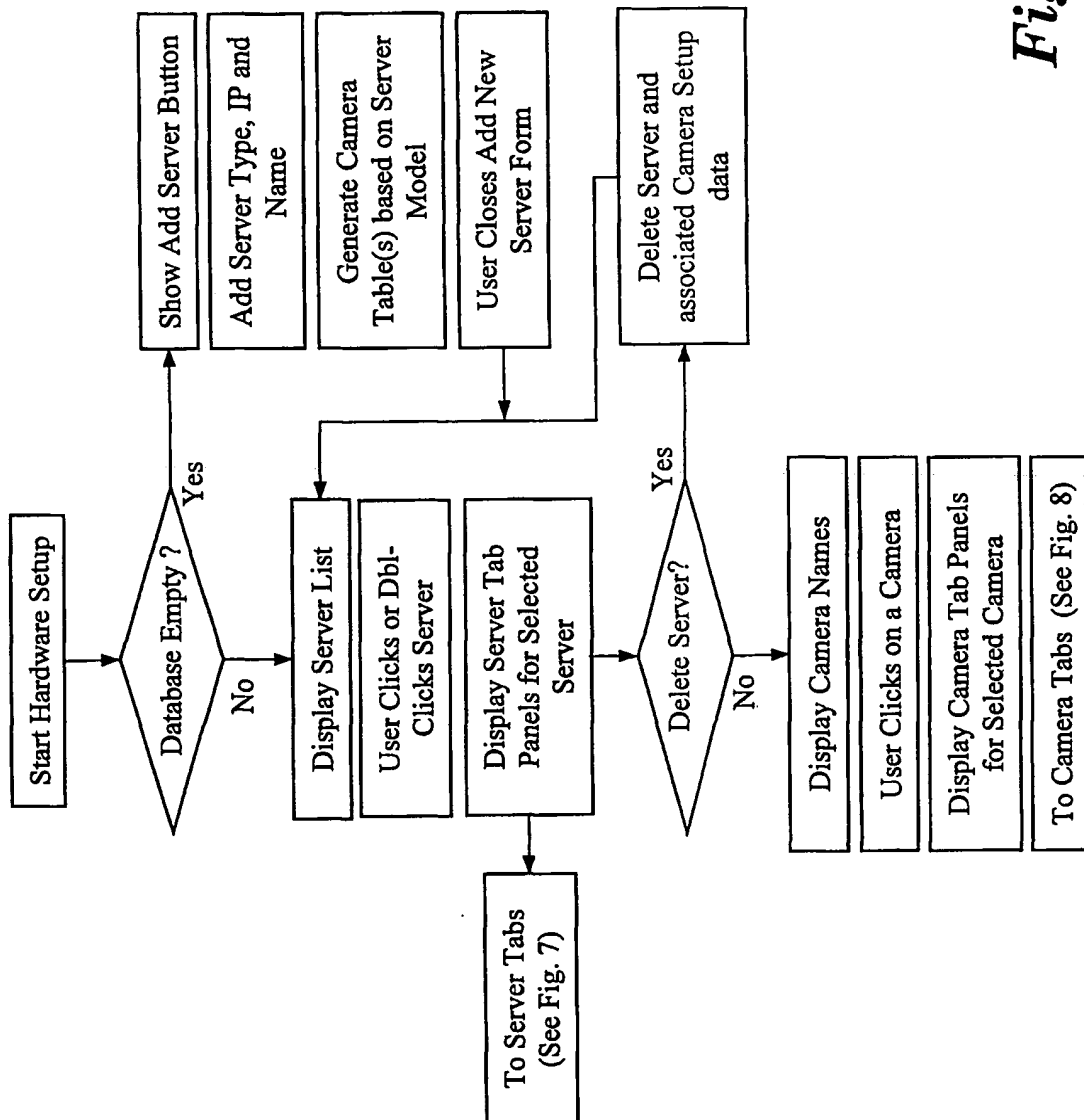 Start Hardware Setup
Database Empty ?
Yes
No
Show Add Server Button
Add Server Type, IP and
Name
Generate Camera
Table(s) based on Server
Model
User Closes Add New
Server Form
Display Server List
User Clicks or Dbl-
Clicks Server
Display Server Tab
Panels for Selected
Server
To Server Tabs
(See Fig. 7)
Delete Server?
Yes
No
Delete Server and
associated Camera Setup
data
Display Camera Names
User Clicks on a Camera
Display Camera Tab Panels
for Selected Camera
To Camera Tabs (See Fig. 8)